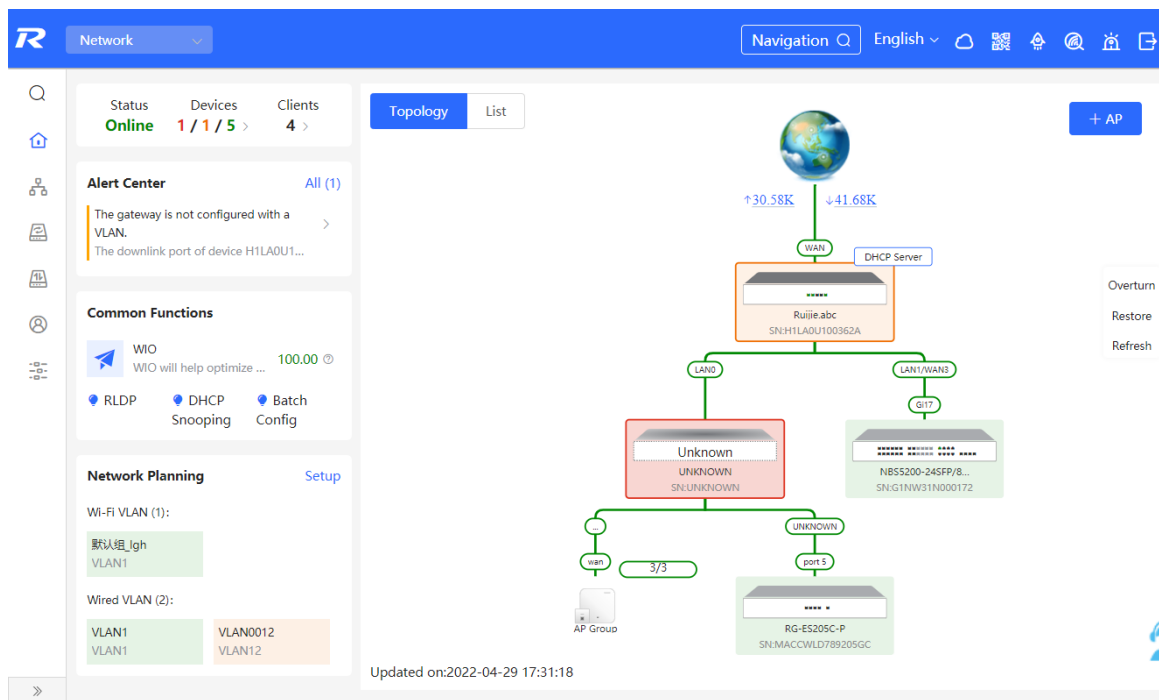 Network
Navigation
English
Status Devices Clients
Online 1 / 1 / 5 > 4 >
Alert Center All (1)
The gateway is not configured with a
VLAN.
The downlink port of device H1LA0U1...
Common Functions
WIO
WIO will help optimize ... 100.00
RLDP DHCP Snooping Batch Config
Network Planning Setup
Wi-Fi VLAN (1):
默认组_lgh
VLAN1
Wired VLAN (2):
VLAN1 VLAN0012
VLAN1 VLAN12
Topology List
+ AP
↑30.58K ↓41.68K
WAN
DHCP Server
Ruijie.abc
SN:H1LA0U100362A
Overturn
Restore
Refresh
LAN0 LAN1/WAN3
Gi17
Unknown
UNKNOWN
SN:UNKNOWN
NBS5200-24SFP/8...
SN:G1NW31N000172
... UNKNOWN
wan 3/3 port 5
AP Group
RG-ES205C-P
SN:MACCWLD789205GC
Updated on:2022-04-29 17:31:18